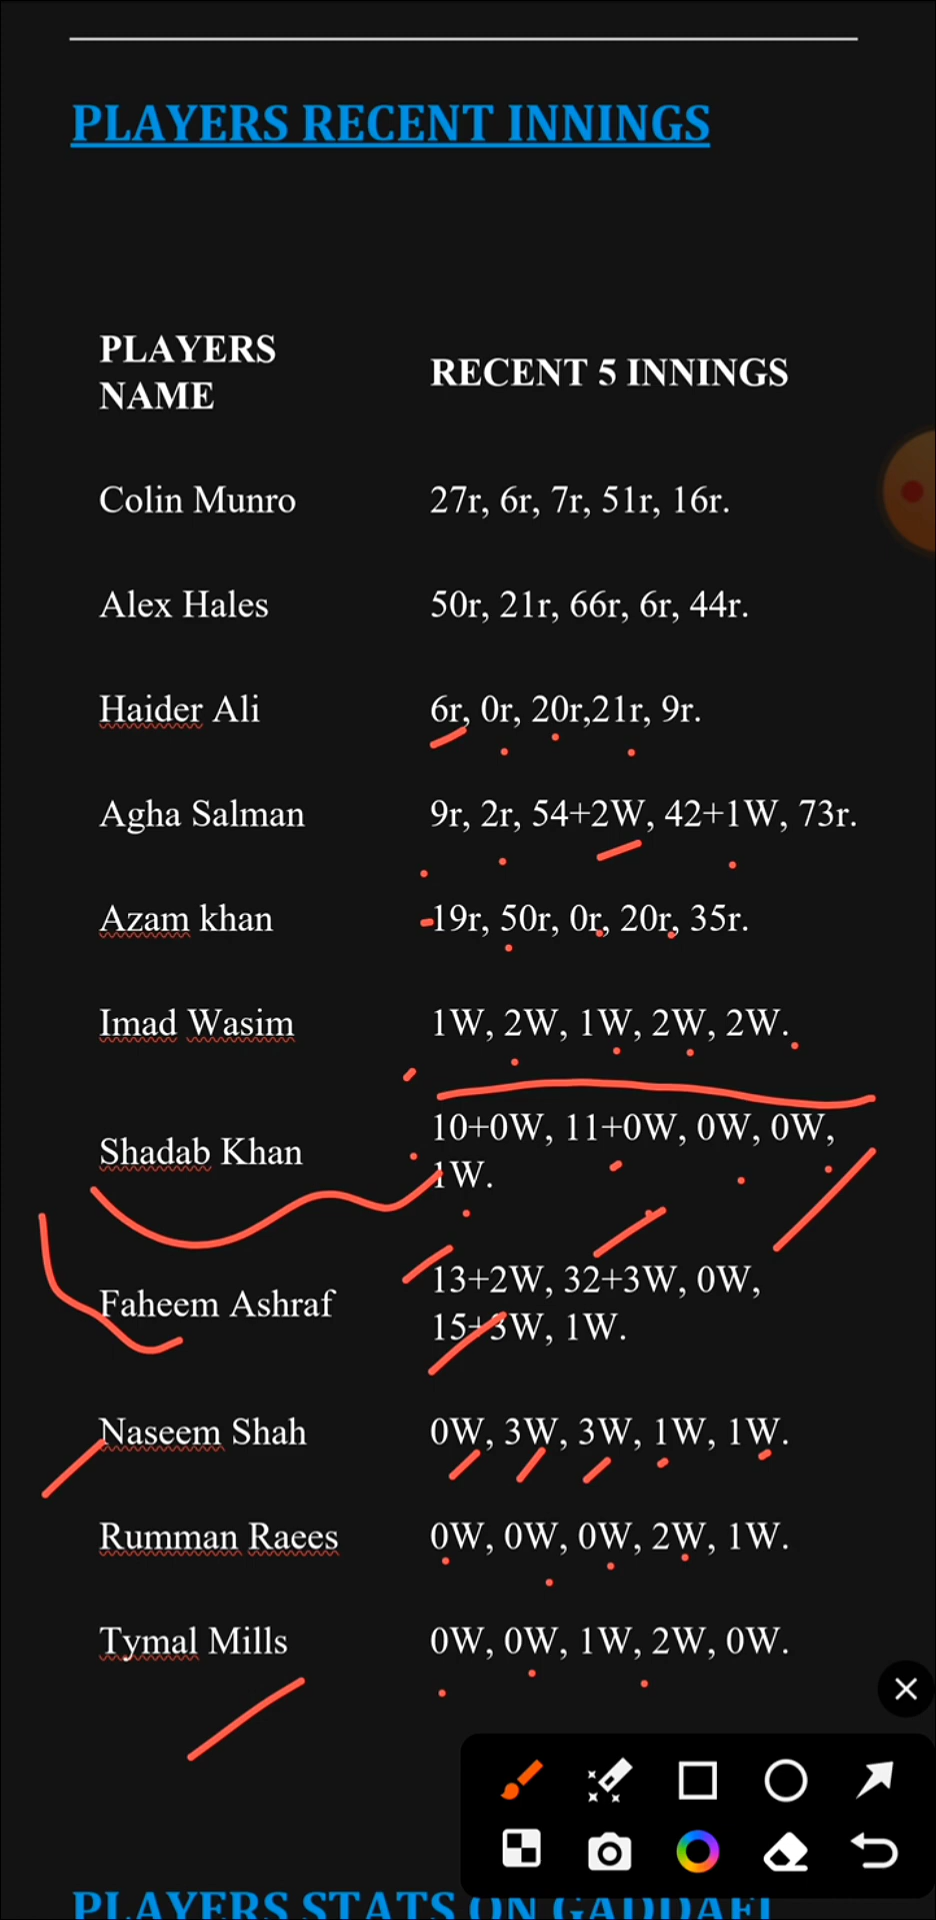 PLAYERS RECENT INNINGS
PLAYERS
NAME
RECENT 5 INNINGS
Colin Munro 27r, 6r, 7r, 51r, 16r.
Alex Hales 50r, 21r, 66r, 6r, 44r.
Haider Ali 6r, 0r, 20r,21r, 9r.
Agha Salman 9r, 2r, 54+2W, 42+1W, 73r.
Azam khan 19r, 50r, 0r, 20r, 35r.
Imad Wasim 1W, 2W, 1W, 2W, 2W.
Shadab Khan 10+0W, 11+0W, 0W, 0W,
1W.
Faheem Ashraf 13+2W, 32+3W, 0W,
15+3W, 1W.
Naseem Shah 0W, 3W, 3W, 1W, 1W.
Rumman Raees 0W, 0W, 0W, 2W, 1W.
Tymal Mills 0W, 0W, 1W, 2W, 0W.
PLAYERS STATS ON GADDAFI